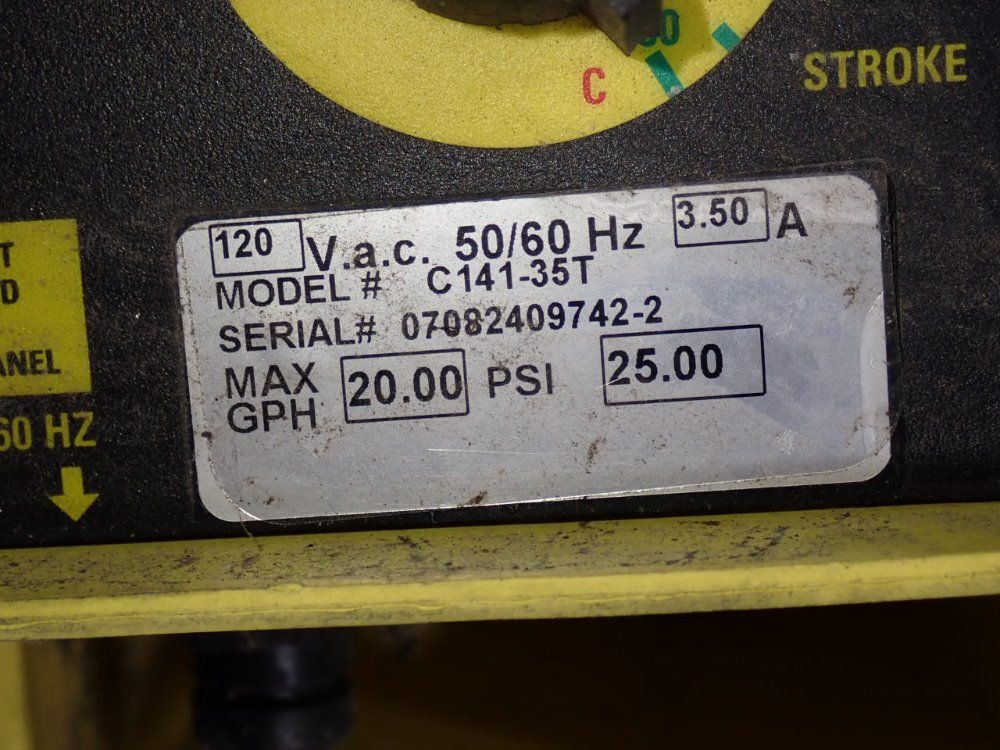 C
STROKE
120 V.a.c. 50/60 Hz 3.50 A
MODEL # C141-35T
SERIAL# 07082409742-2
MAX GPH 20.00 PSI 25.00
T
D
ANEL
60 HZ